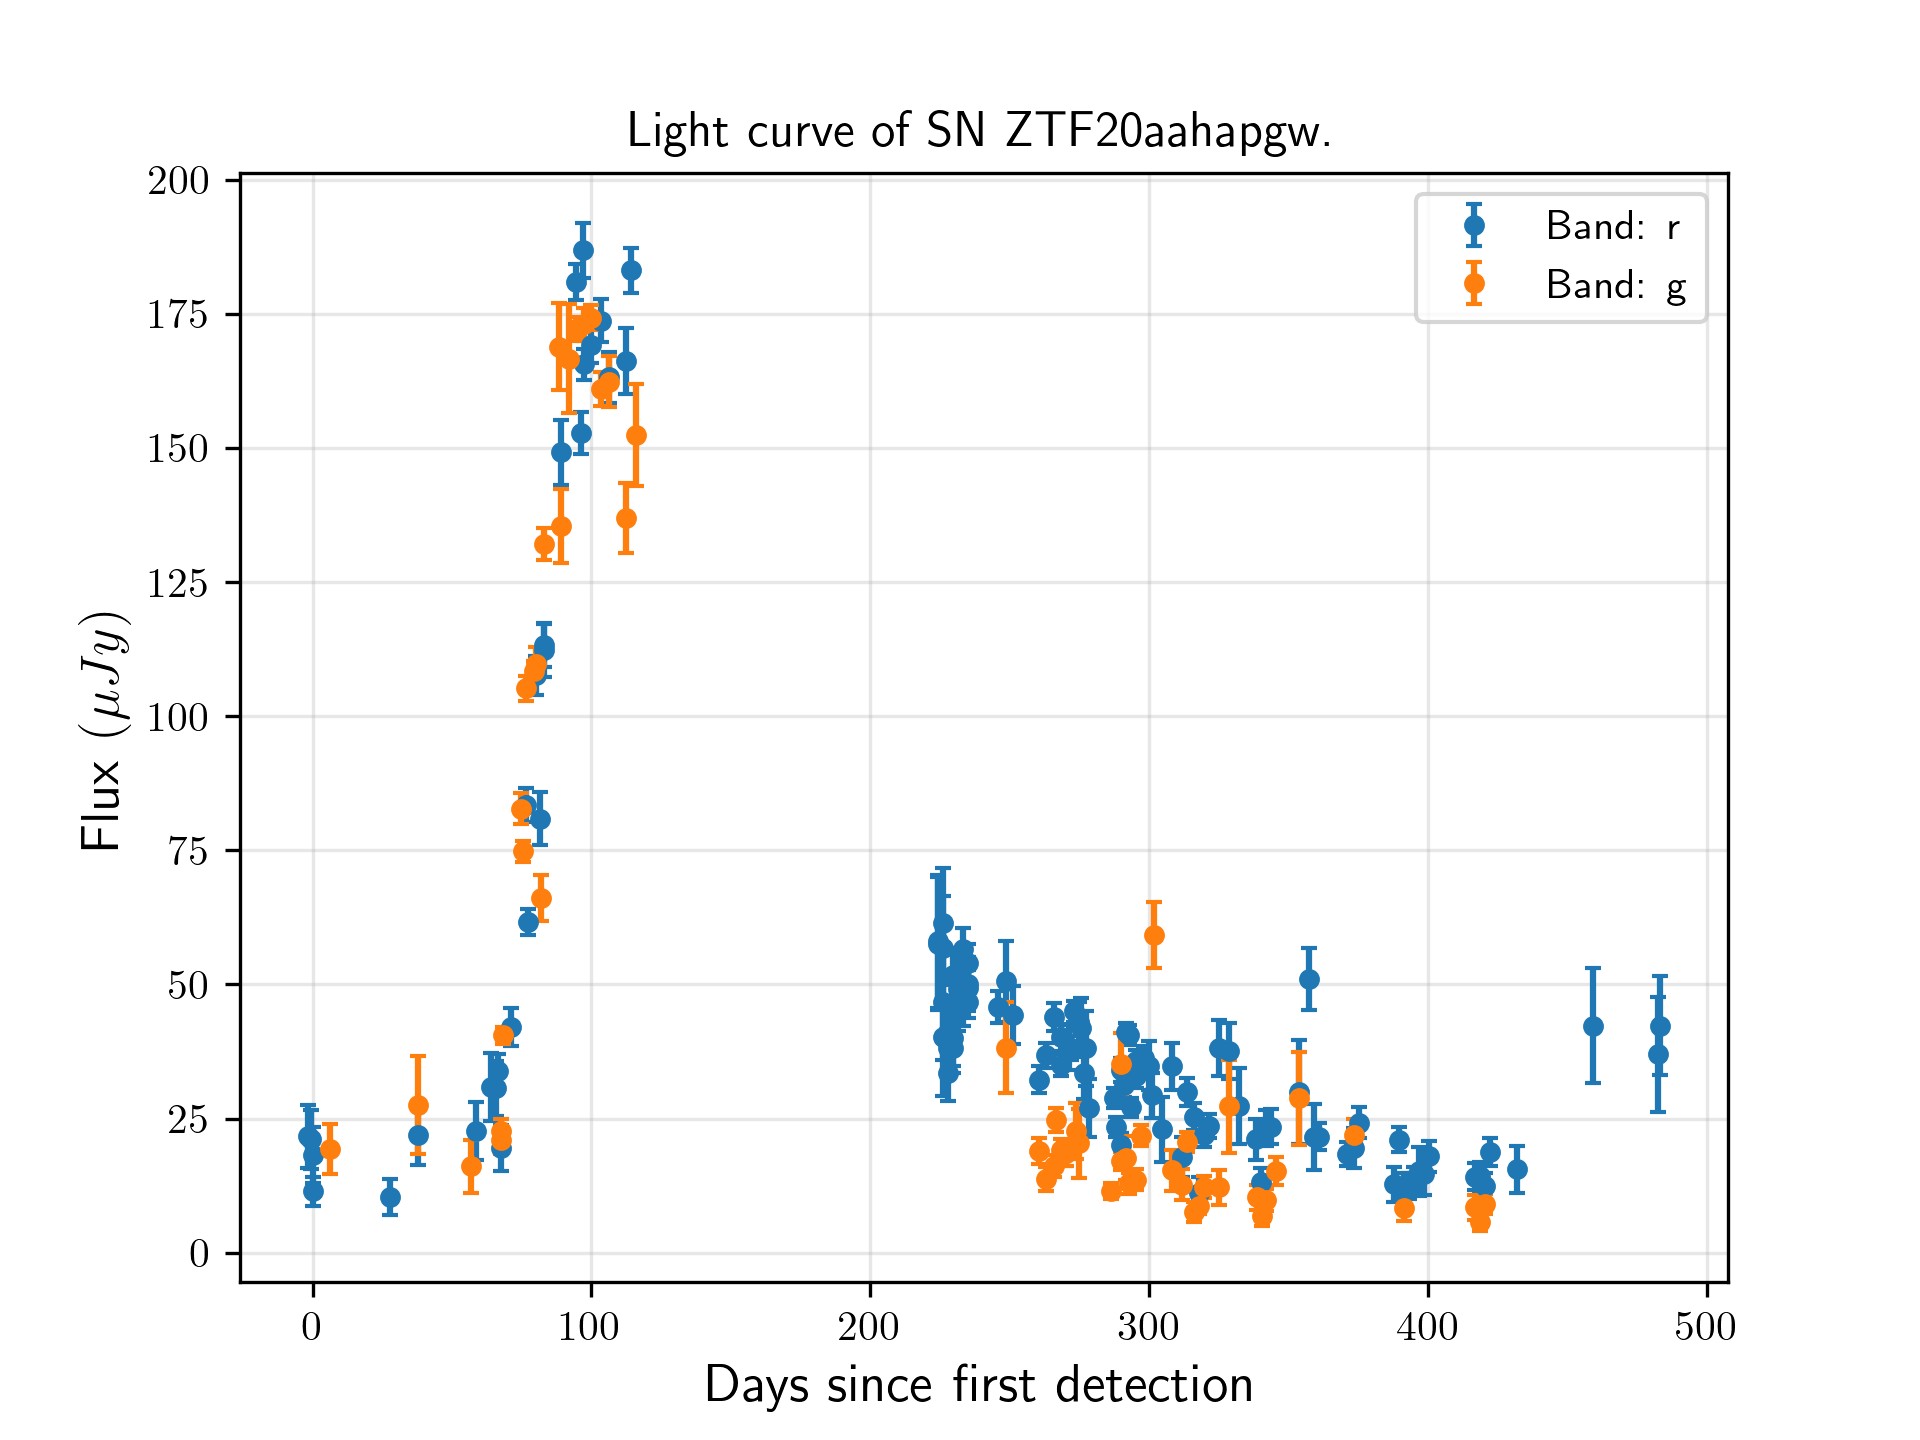 Light curve of SN ZTF20aahapgw.
Band: r
Band: g
200
175
150
125
100
75
50
25
0
Flux (μJy)
0 100 200 300 400 500
Days since first detection